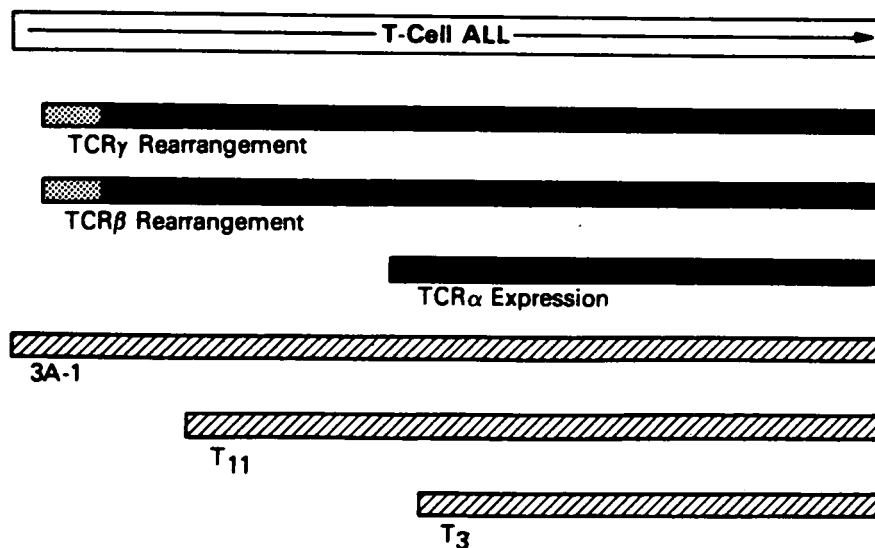 T-Cell ALL
TCRγ Rearrangement
TCRβ Rearrangement
TCRα Expression
3A-1
T11
T3